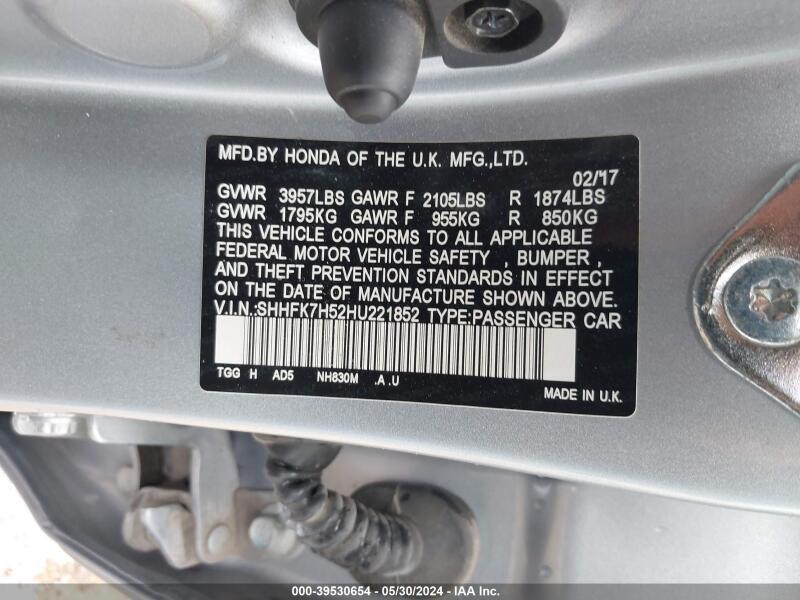 MFD.BY HONDA OF THE U.K. MFG.,LTD.
02/17
GVWR 3957LBS GAWR F 2105LBS R 1874LBS
GVWR 1795KG GAWR F 955KG R 850KG
THIS VEHICLE CONFORMS TO ALL APPLICABLE
FEDERAL MOTOR VEHICLE SAFETY , BUMPER ,
AND THEFT PREVENTION STANDARDS IN EFFECT
ON THE DATE OF MANUFACTURE SHOWN ABOVE.
V.I.N.:SHHFK7H52HU221852 TYPE:PASSENGER CAR
TGG H AD5 NH830M .A .U
MADE IN U.K.
000-39530654 - 05/30/2024 - IAA Inc.